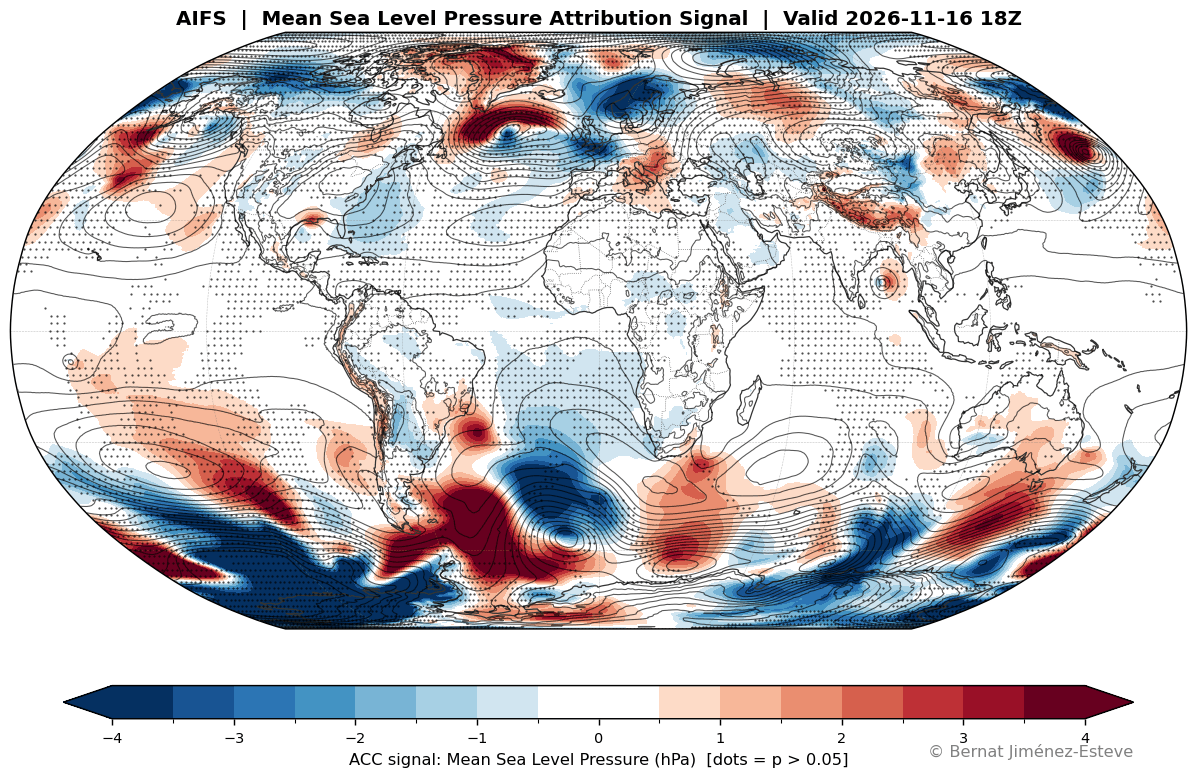 AIFS | Mean Sea Level Pressure Attribution Signal | Valid 2026-11-16 18Z
−4 −3 −2 −1 0 1 2 3 4
© Bernat Jiménez-Esteve
ACC signal: Mean Sea Level Pressure (hPa) [dots = p > 0.05]